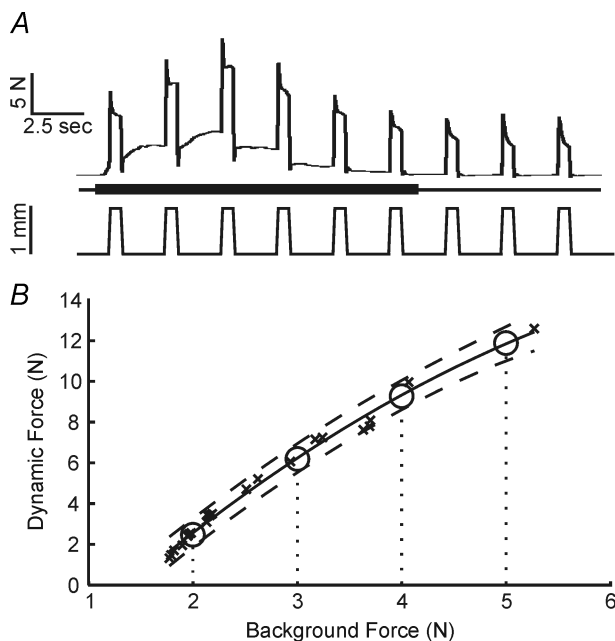 A
5 N
2.5 sec
1 mm
B
14
12
10
8
6
4
2
0
Dynamic Force (N)
1 2 3 4 5 6
Background Force (N)